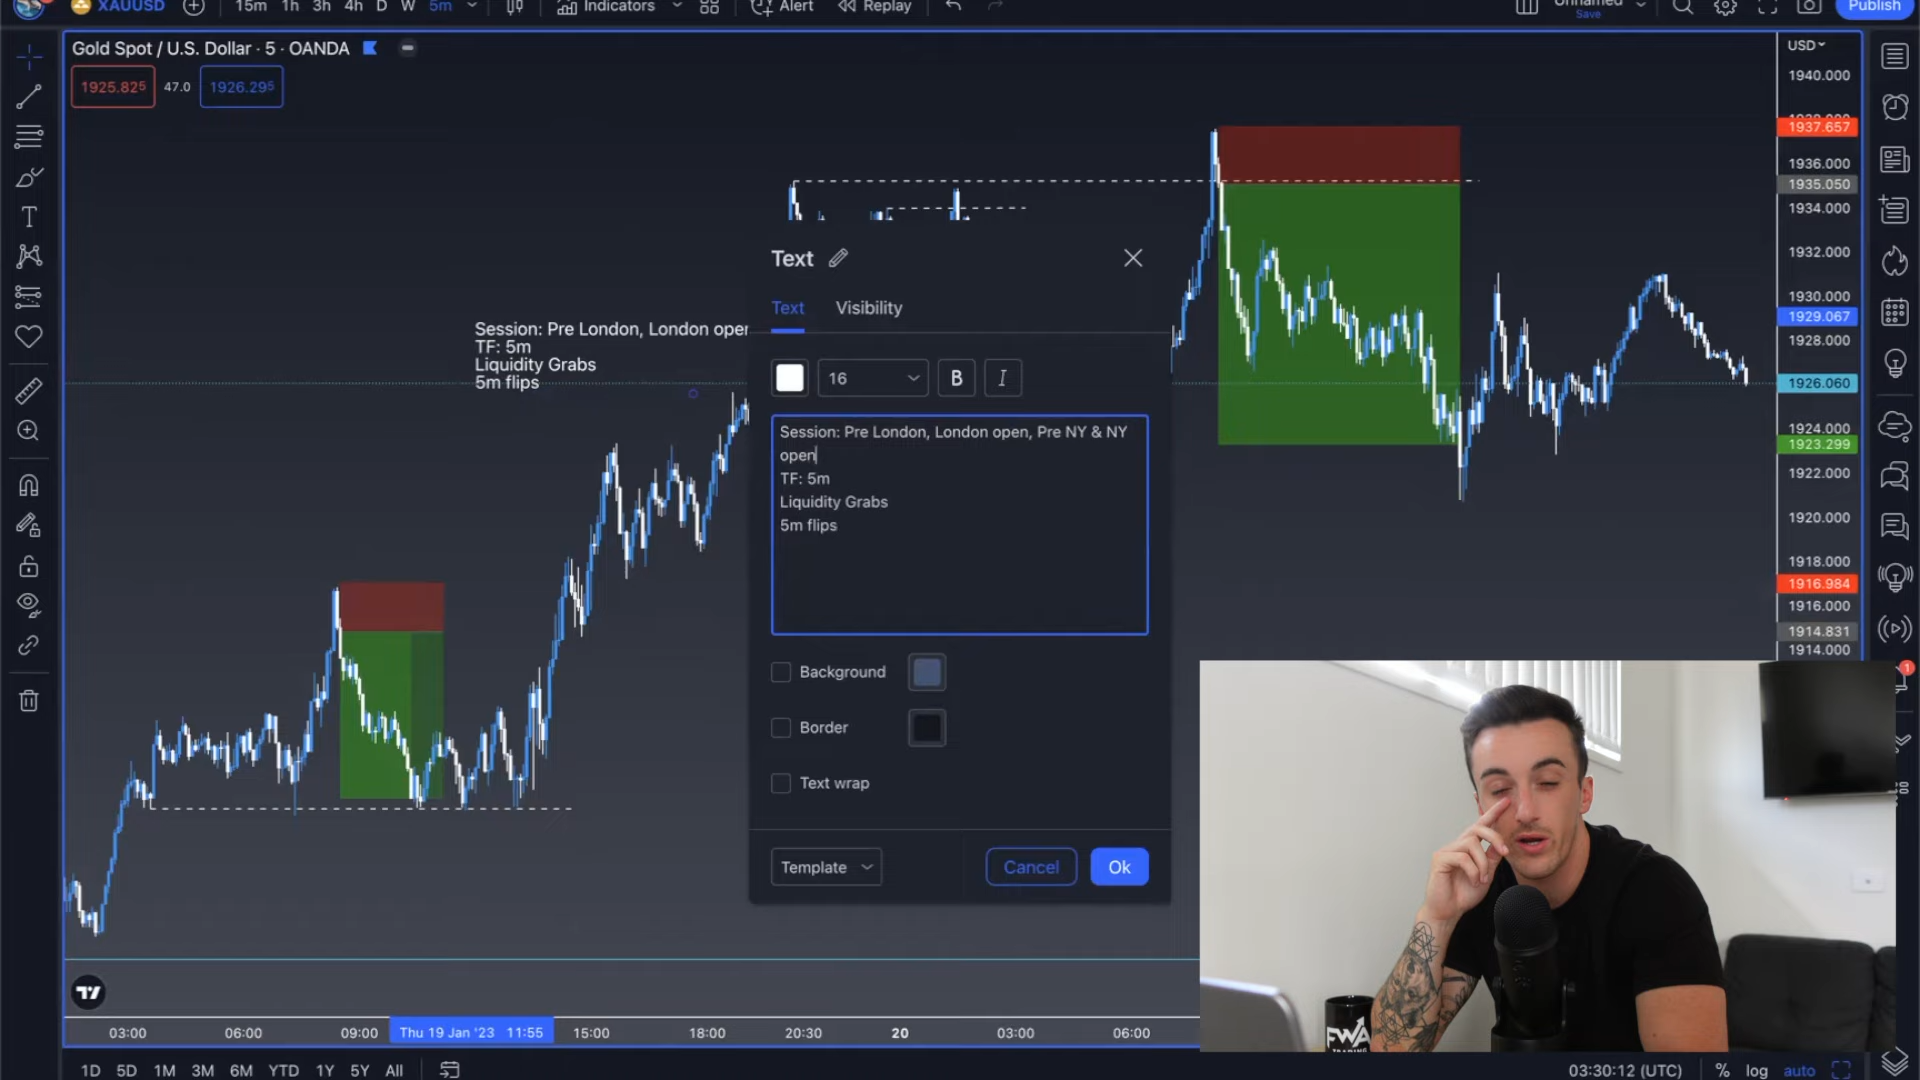 XAUUSD 15m 1h 3h 4h D W 5m Indicators Alert Replay Unnamed Save Publish
Gold Spot / U.S. Dollar · 5 · OANDA
1925.825 47.0 1926.295
USD
1940.000
1937.657
1936.000
1935.050
1934.000
1932.000
1930.000
1929.067
1928.000
1926.060
1924.000
1923.299
1922.000
1920.000
1918.000
1916.984
1916.000
1914.831
1914.000
Session: Pre London, London open
TF: 5m
Liquidity Grabs
5m flips
Text
Text Visibility
16 B I
Session: Pre London, London open, Pre NY & NY
open
TF: 5m
Liquidity Grabs
5m flips
Background
Border
Text wrap
Template Cancel Ok
1
FWA
TRADING
03:00 06:00 09:00 Thu 19 Jan '23 11:55 15:00 18:00 20:30 20 03:00 06:00
1D 5D 1M 3M 6M YTD 1Y 5Y All 03:30:12 (UTC) % log auto